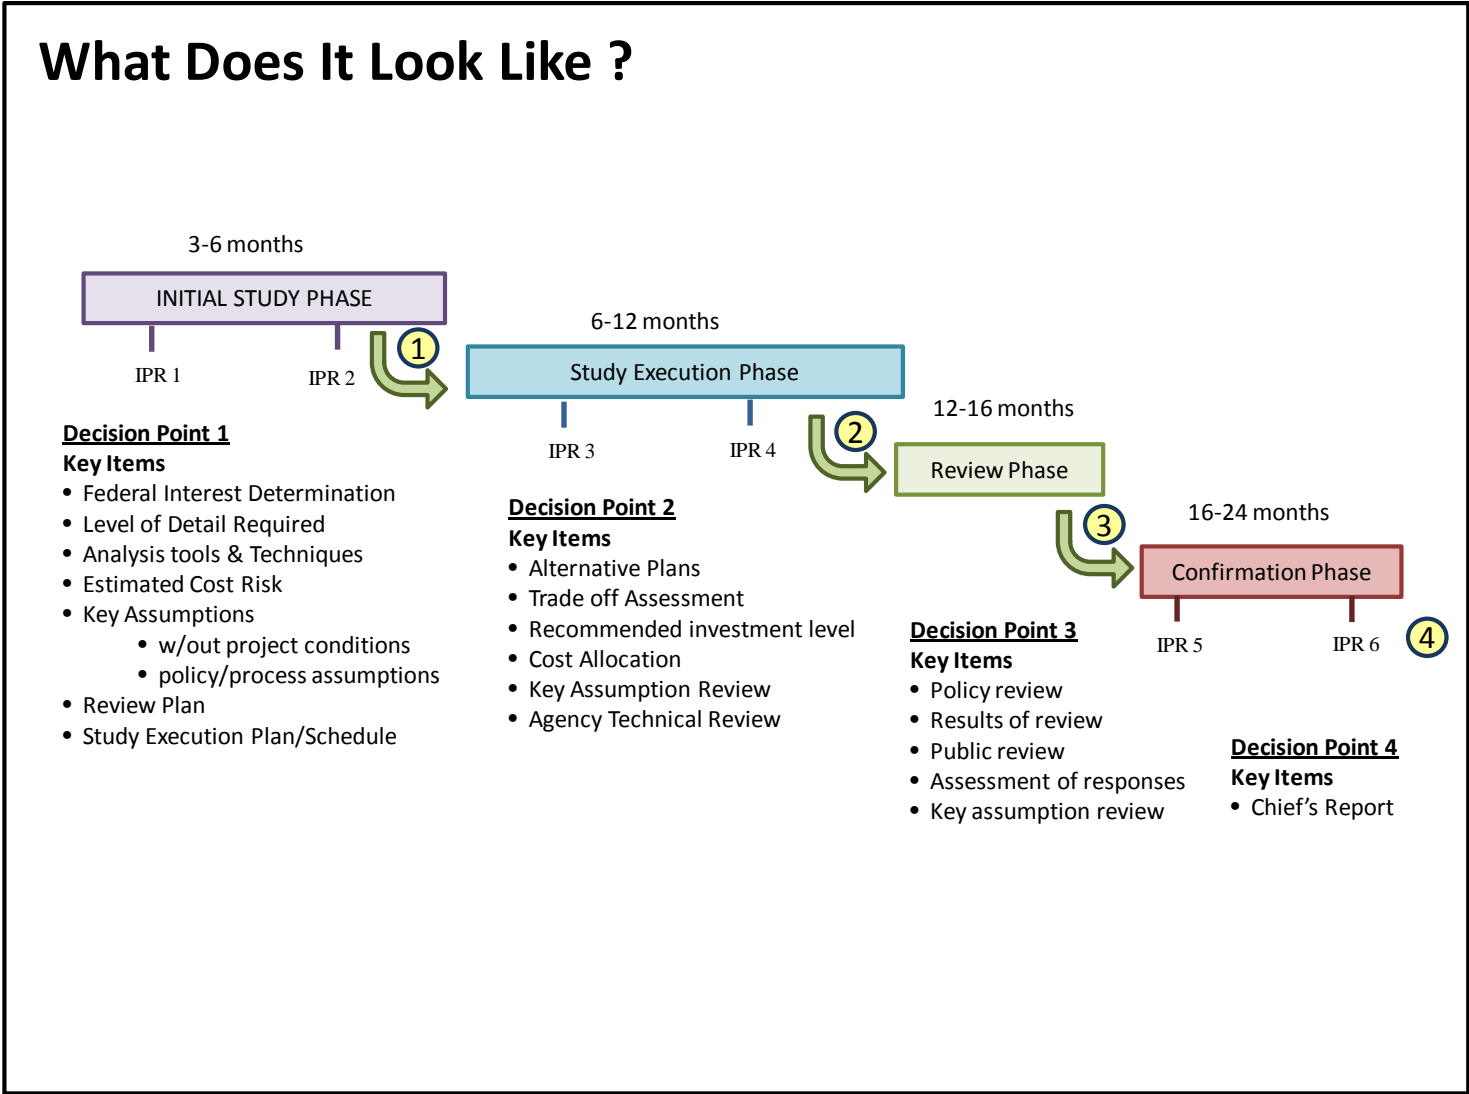 What Does It Look Like ?
3-6 months
INITIAL STUDY PHASE
IPR 1
IPR 2
1
6-12 months
Study Execution Phase
IPR 3
IPR 4
2
12-16 months
Review Phase
3
16-24 months
Confirmation Phase
IPR 5
IPR 6
4
Decision Point 1
Key Items
• Federal Interest Determination
• Level of Detail Required
• Analysis tools & Techniques
• Estimated Cost Risk
• Key Assumptions
• w/out project conditions
• policy/process assumptions
• Review Plan
• Study Execution Plan/Schedule
Decision Point 2
Key Items
• Alternative Plans
• Trade off Assessment
• Recommended investment level
• Cost Allocation
• Key Assumption Review
• Agency Technical Review
Decision Point 3
Key Items
• Policy review
• Results of review
• Public review
• Assessment of responses
• Key assumption review
Decision Point 4
Key Items
• Chief’s Report